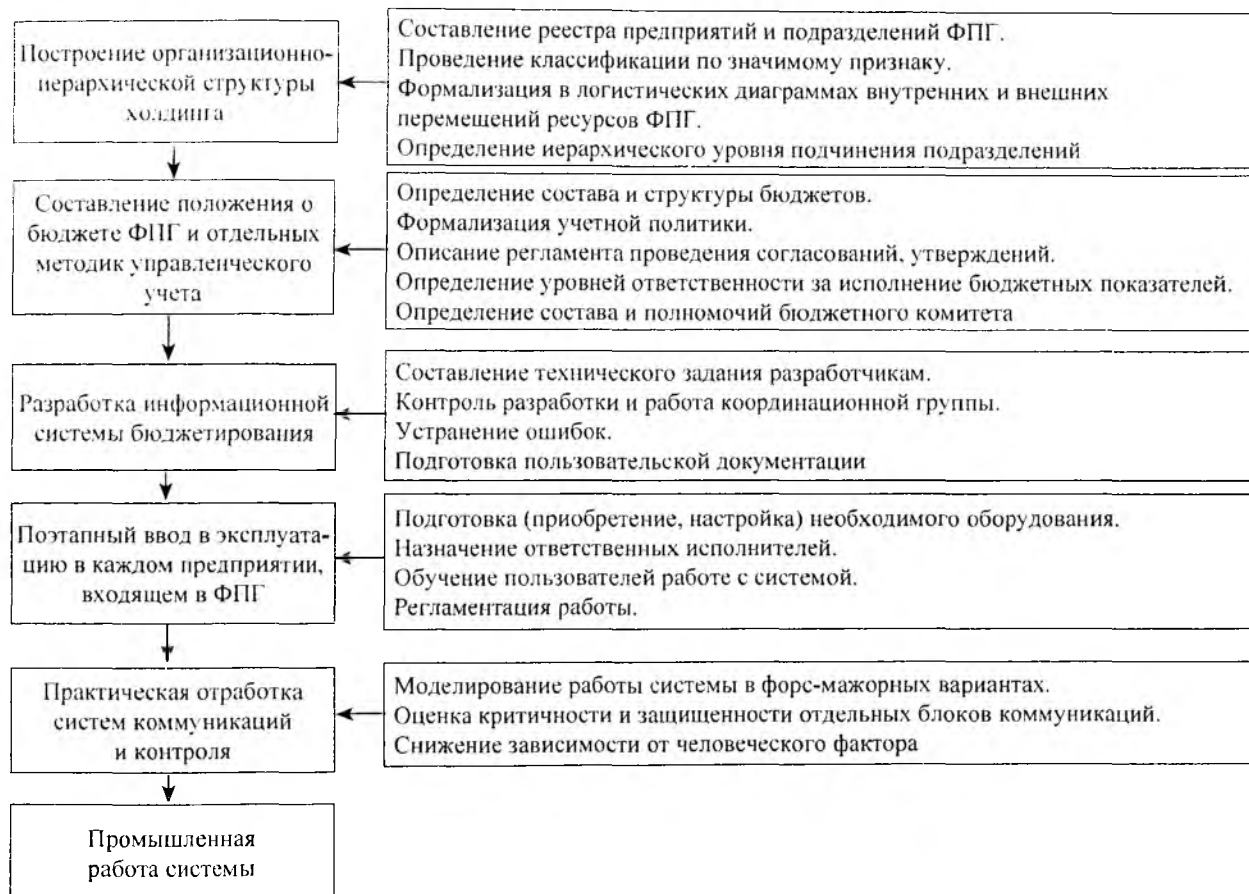 Построение организационно-
иерархической структуры
холдинга
Составление реестра предприятий и подразделений ФПГ.
Проведение классификации по значимому признаку.
Формализация в логистических диаграммах внутренних и внешних
перемещений ресурсов ФПГ.
Определение иерархического уровня подчинения подразделений
Составление положения о
бюджете ФПГ и отдельных
методик управленческого
учета
Определение состава и структуры бюджетов.
Формализация учетной политики.
Описание регламента проведения согласований, утверждений.
Определение уровней ответственности за исполнение бюджетных показателей.
Определение состава и полномочий бюджетного комитета
Разработка информационной
системы бюджетирования
Составление технического задания разработчикам.
Контроль разработки и работа координационной группы.
Устранение ошибок.
Подготовка пользовательской документации
Поэтапный ввод в эксплуата-
цию в каждом предприятии,
входящем в ФПГ
Подготовка (приобретение, настройка) необходимого оборудования.
Назначение ответственных исполнителей.
Обучение пользователей работе с системой.
Регламентация работы.
Практическая отработка
систем коммуникаций
и контроля
Моделирование работы системы в форс-мажорных вариантах.
Оценка критичности и защищенности отдельных блоков коммуникаций.
Снижение зависимости от человеческого фактора
Промышленная
работа системы